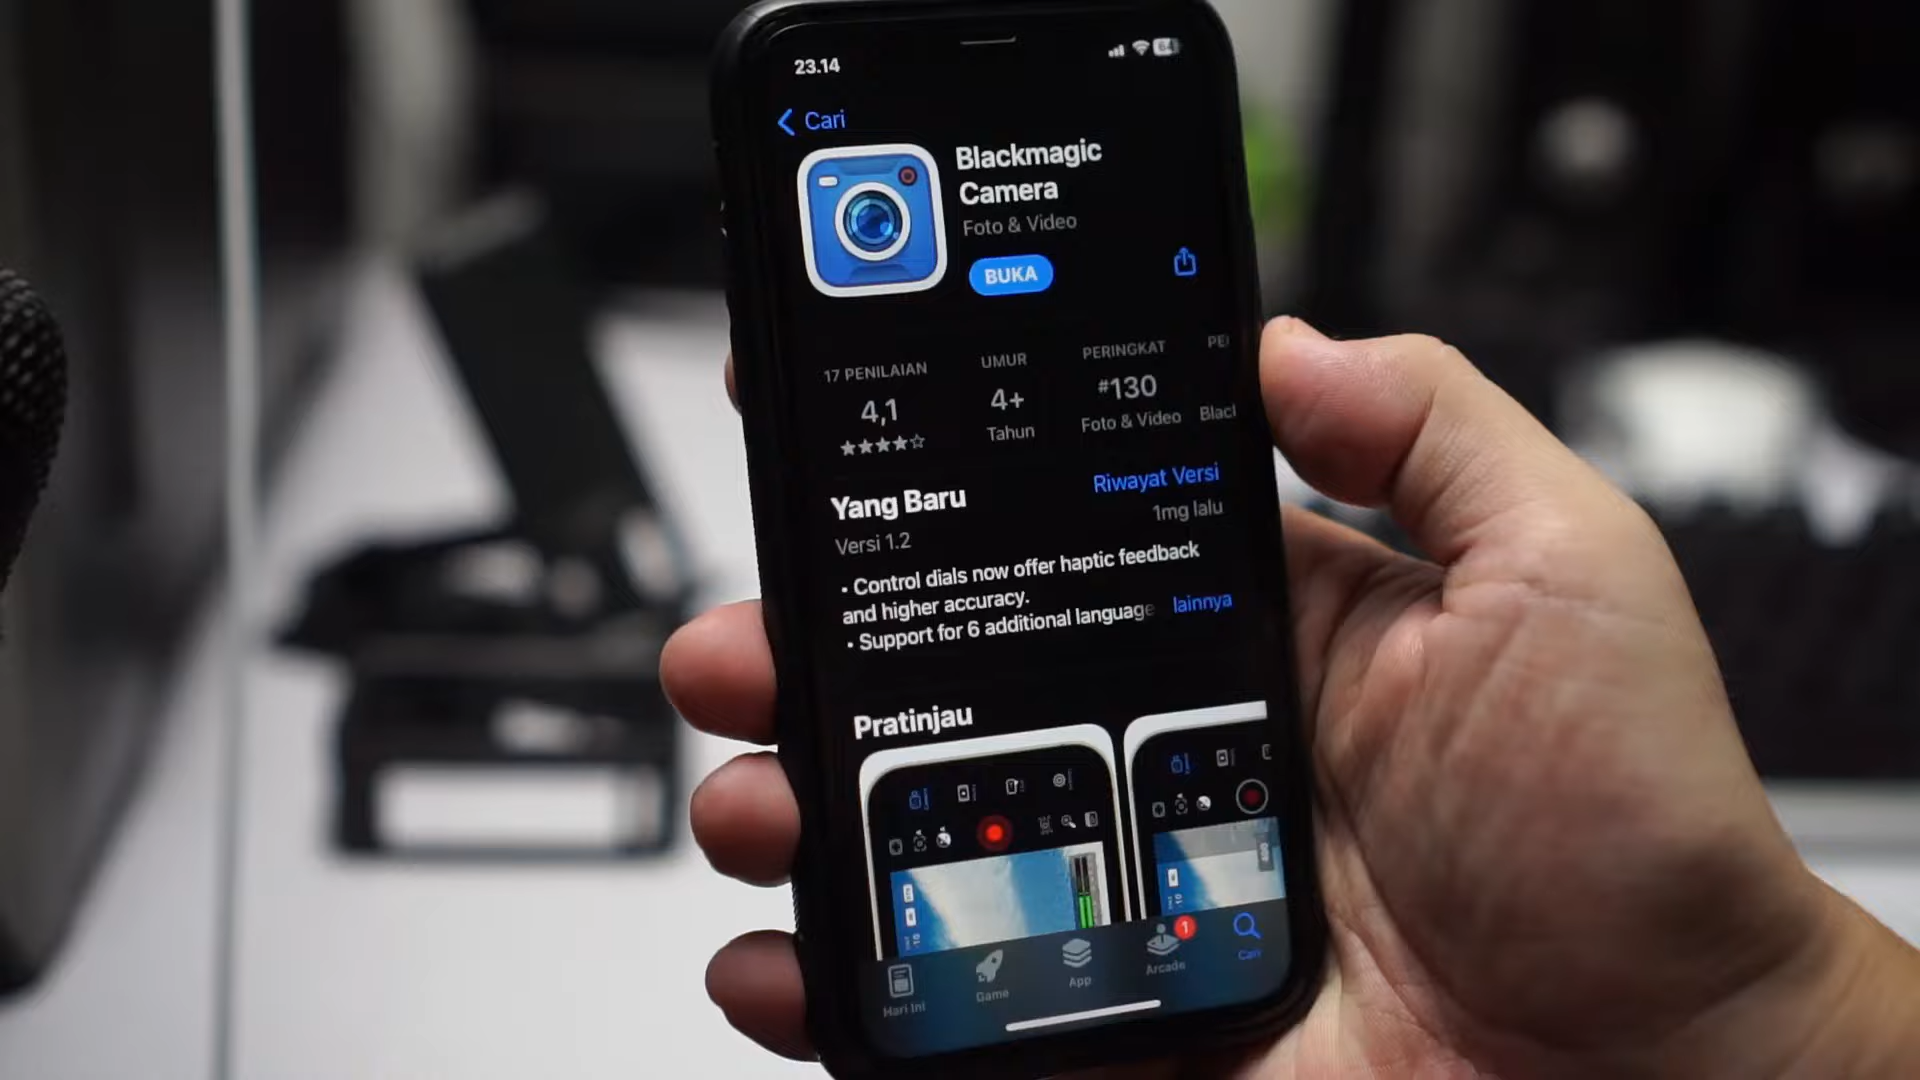 23.14
64
Cari
Blackmagic
Camera
Foto & Video
BUKA
17 PENILAIAN
4,1
UMUR
4+
Tahun
PERINGKAT
#130
Foto & Video
Yang Baru
Riwayat Versi
Versi 1.2
1mg lalu
• Control dials now offer haptic feedback
and higher accuracy.
• Support for 6 additional language
lainnya
Pratinjau
400
Hari Ini
Game
App
Arcade
1
Cari